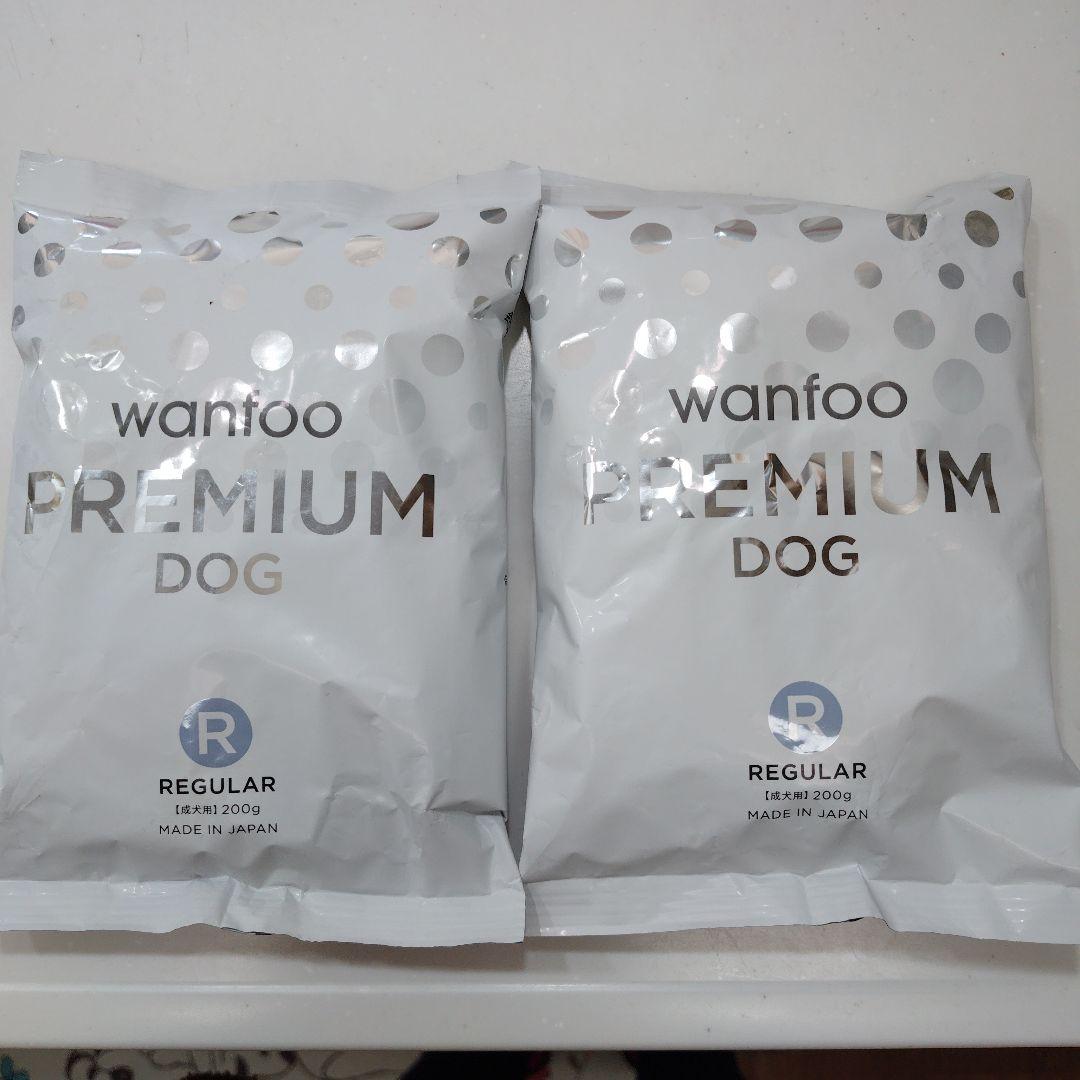 wanfoo
PREMIUM
DOG
R
REGULAR
【成犬用】200g
MADE IN JAPAN
wanfoo
PREMIUM
DOG
R
REGULAR
【成犬用】200g
MADE IN JAPAN